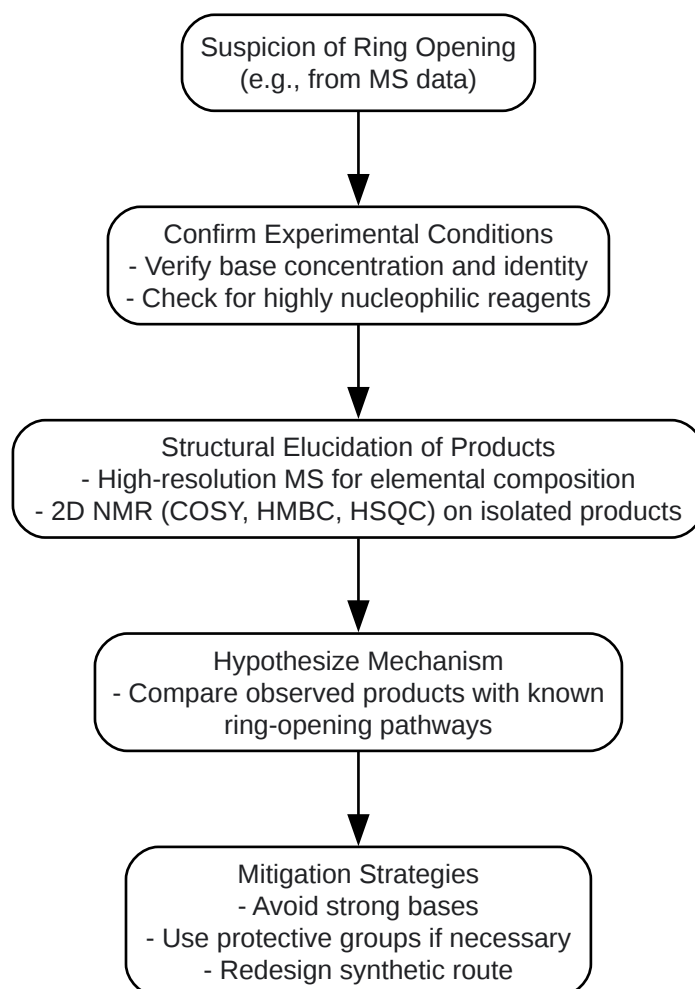 Suspicion of Ring Opening
(e.g., from MS data)
Confirm Experimental Conditions
- Verify base concentration and identity
- Check for highly nucleophilic reagents
Structural Elucidation of Products
- High-resolution MS for elemental composition
- 2D NMR (COSY, HMBC, HSQC) on isolated products
Hypothesize Mechanism
- Compare observed products with known
ring-opening pathways
Mitigation Strategies
- Avoid strong bases
- Use protective groups if necessary
- Redesign synthetic route